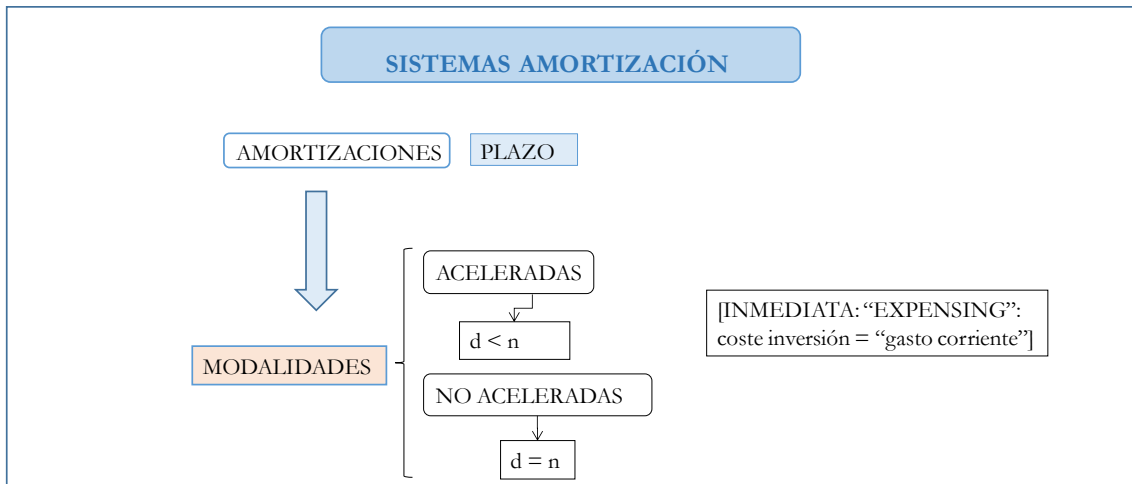 SISTEMAS AMORTIZACIÓN
AMORTIZACIONES
PLAZO
ACELERADAS
d < n
[INMEDIATA: “EXPENSING”:
coste inversión = “gasto corriente”]
MODALIDADES
NO ACELERADAS
d = n